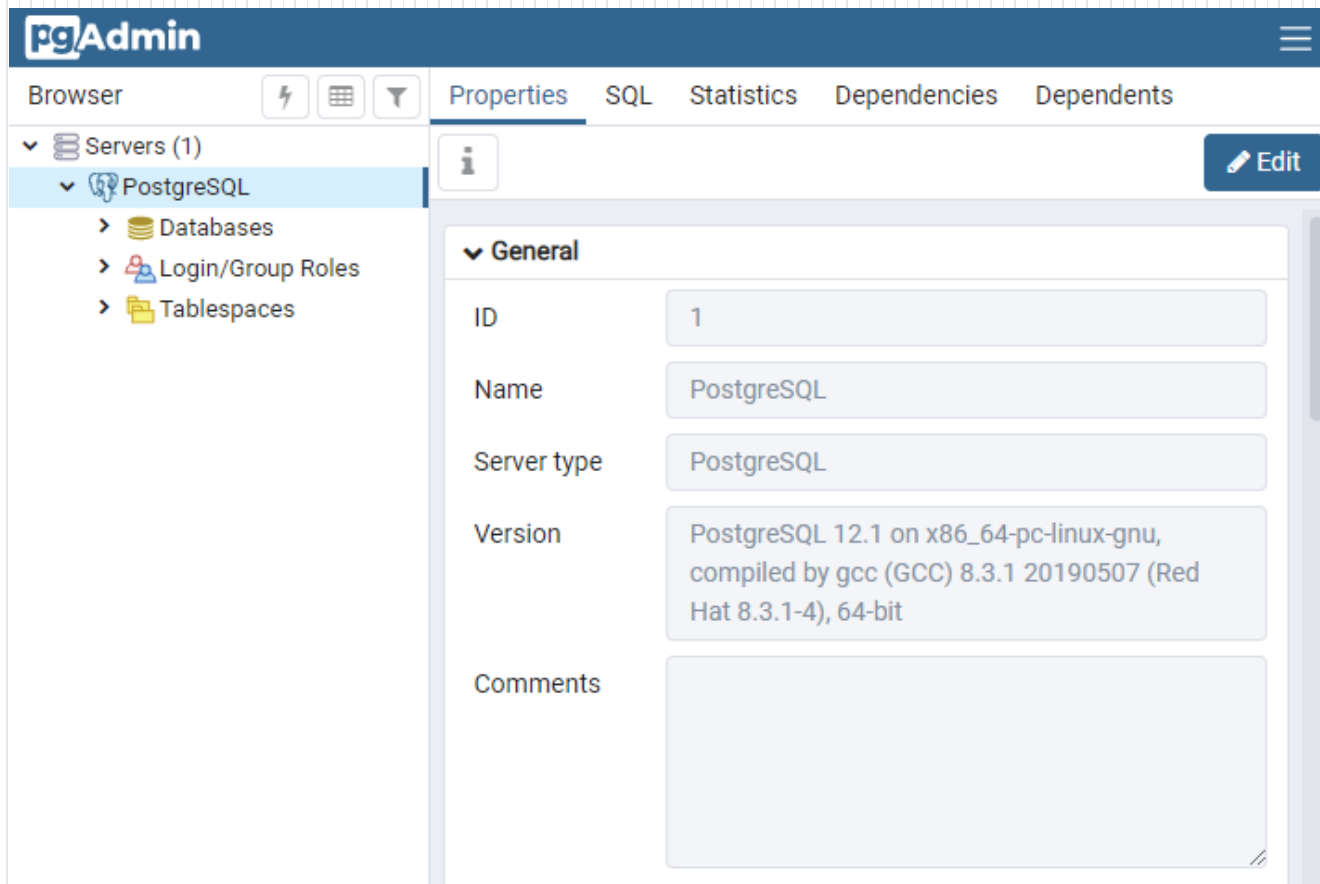 pgAdmin
Browser
Properties SQL Statistics Dependencies Dependents
Servers (1)
PostgreSQL
Databases
Login/Group Roles
Tablespaces
i
Edit
General
ID
1
Name
PostgreSQL
Server type
PostgreSQL
Version
PostgreSQL 12.1 on x86_64-pc-linux-gnu,
compiled by gcc (GCC) 8.3.1 20190507 (Red
Hat 8.3.1-4), 64-bit
Comments